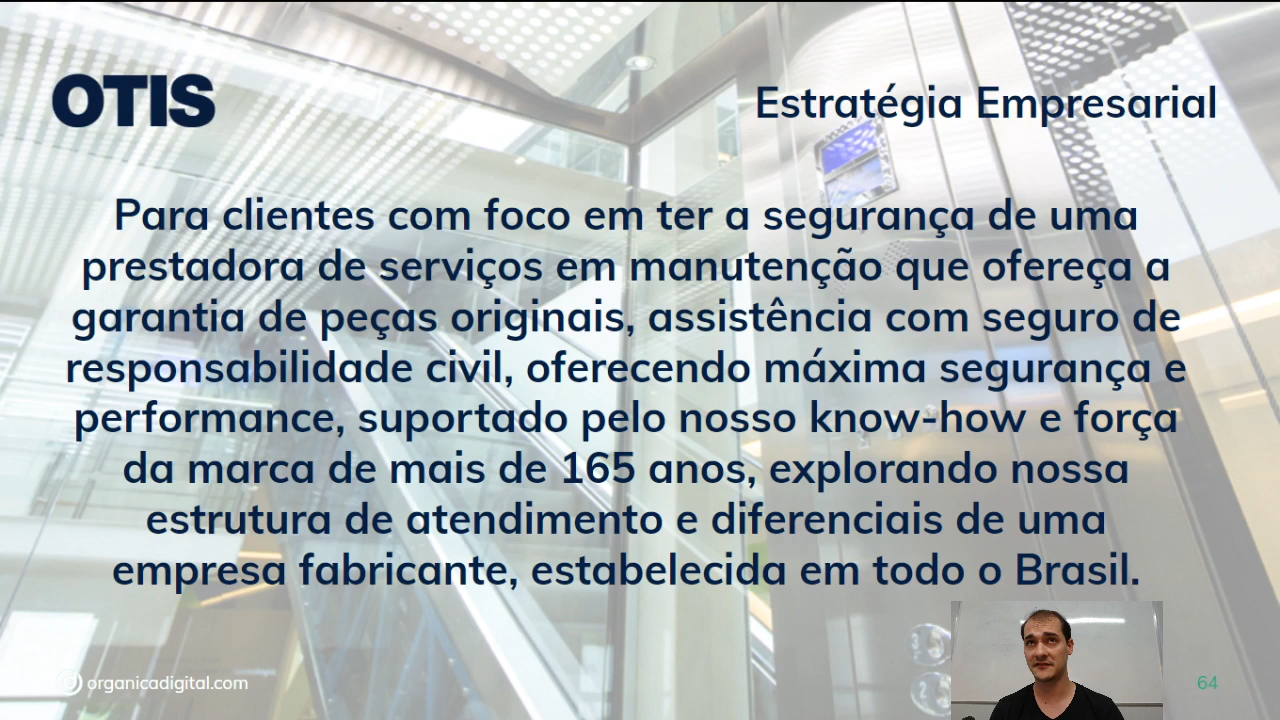 OTIS
Estratégia Empresarial
Para clientes com foco em ter a segurança de uma
prestadora de serviços em manutenção que ofereça a
garantia de peças originais, assistência com seguro de
responsabilidade civil, oferecendo máxima segurança e
performance, suportado pelo nosso know-how e força
da marca de mais de 165 anos, explorando nossa
estrutura de atendimento e diferenciais de uma
empresa fabricante, estabelecida em todo o Brasil.
organicadigital.com
64